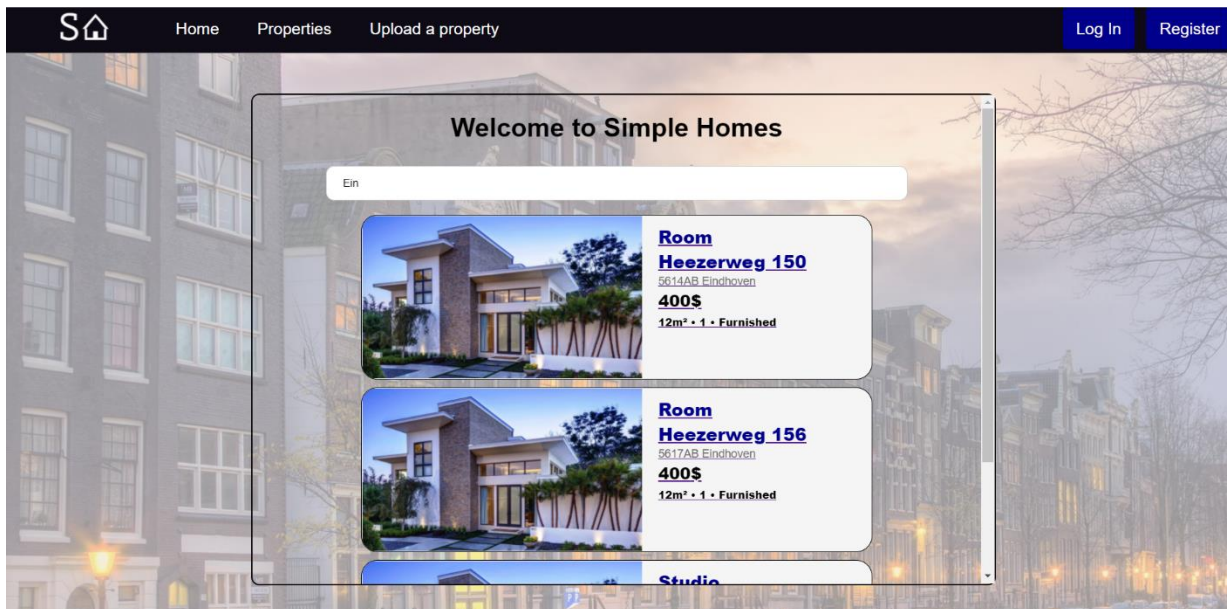 S
Home Properties Upload a property Log In Register
Welcome to Simple Homes
Ein
Room
Heezerweg 150
5614AB Eindhoven
400$
12m² • 1 • Furnished
Room
Heezerweg 156
5617AB Eindhoven
400$
12m² • 1 • Furnished
Studio